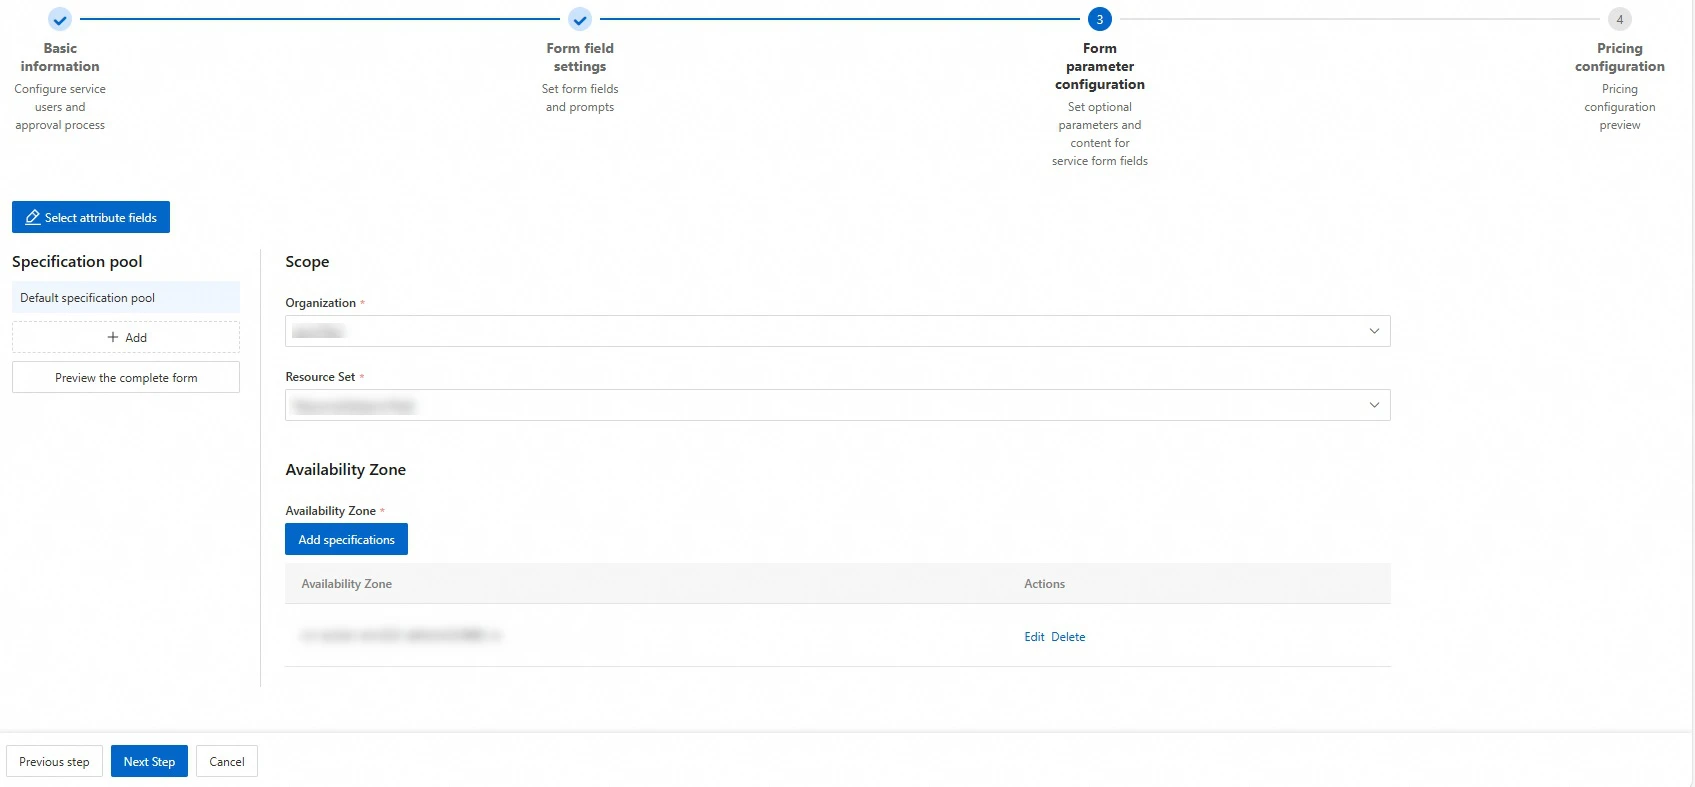 3
4
Basic
information
Configure service
users and
approval process
Form field
settings
Set form fields
and prompts
Form
parameter
configuration
Set optional
parameters and
content for
service form fields
Pricing
configuration
Pricing
configuration
preview
Select attribute fields
Specification pool
Default specification pool
+ Add
Preview the complete form
Scope
Organization *
Resource Set *
Availability Zone
Availability Zone *
Add specifications
Availability Zone Actions
Edit Delete
Previous step Next Step Cancel